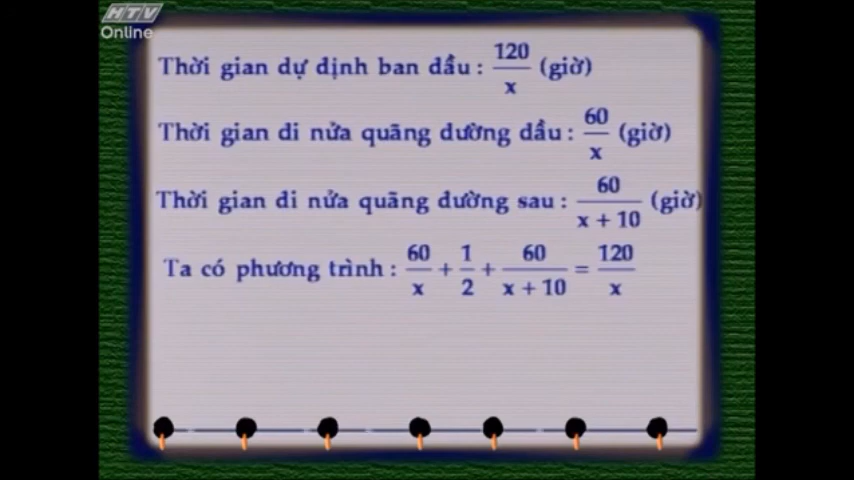 HTV
Online
Thời gian dự định ban đầu : 120/x (giờ)
Thời gian đi nửa quãng đường đầu : 60/x (giờ)
Thời gian đi nửa quãng đường sau : 60/(x + 10) (giờ)
Ta có phương trình : 60/x + 1/2 + 60/(x + 10) = 120/x